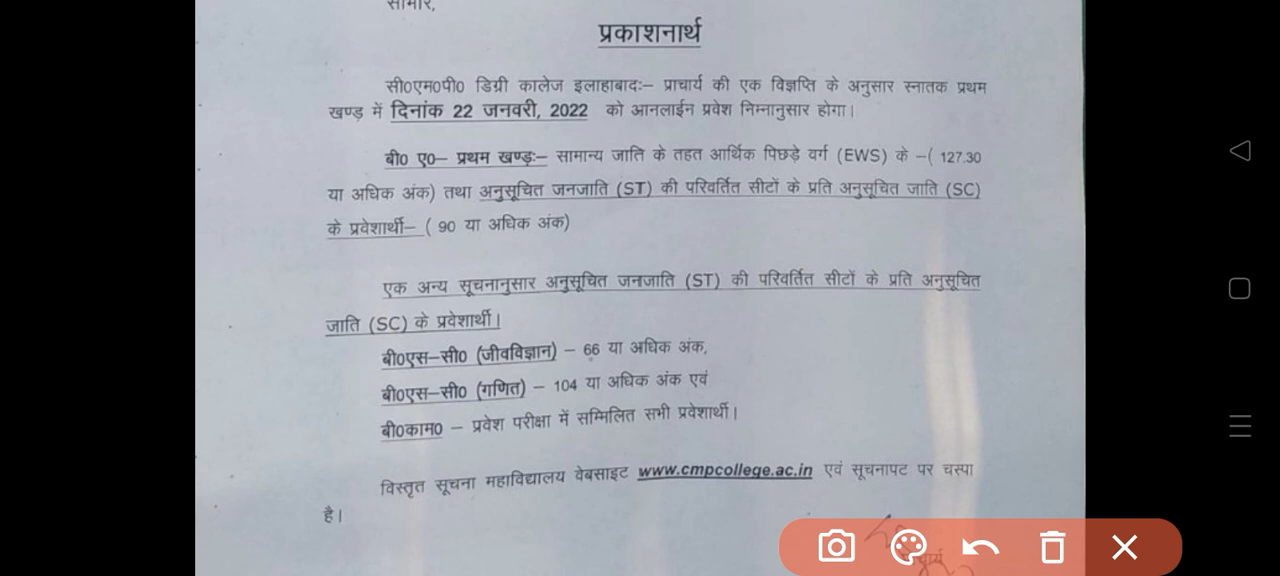 साभार,
प्रकाशनार्थ
सी0एम0पी0 डिग्री कालेज इलाहाबादः– प्राचार्य की एक विज्ञप्ति के अनुसार स्नातक प्रथम
खण्ड़ में दिनांक 22 जनवरी, 2022 को आनलाईन प्रवेश निम्नानुसार होगा।
बी0 ए0– प्रथम खण्ड़ः– सामान्य जाति के तहत आर्थिक पिछड़े वर्ग (EWS) के –( 127.30
या अधिक अंक) तथा अनुसूचित जनजाति (ST) की परिवर्तित सीटों के प्रति अनुसूचित जाति (SC)
के प्रवेशार्थी– ( 90 या अधिक अंक)
एक अन्य सूचनानुसार अनुसूचित जनजाति (ST) की परिवर्तित सीटों के प्रति अनुसूचित
जाति (SC) के प्रवेशार्थी।
बी0एस–सी0 (जीवविज्ञान) – 66 या अधिक अंक,
बी0एस–सी0 (गणित) – 104 या अधिक अंक एवं
बी0काम0 – प्रवेश परीक्षा में सम्मिलित सभी प्रवेशार्थी।
विस्तृत सूचना महाविद्यालय वेबसाइट www.cmpcollege.ac.in एवं सूचनापट पर चस्पा
है।